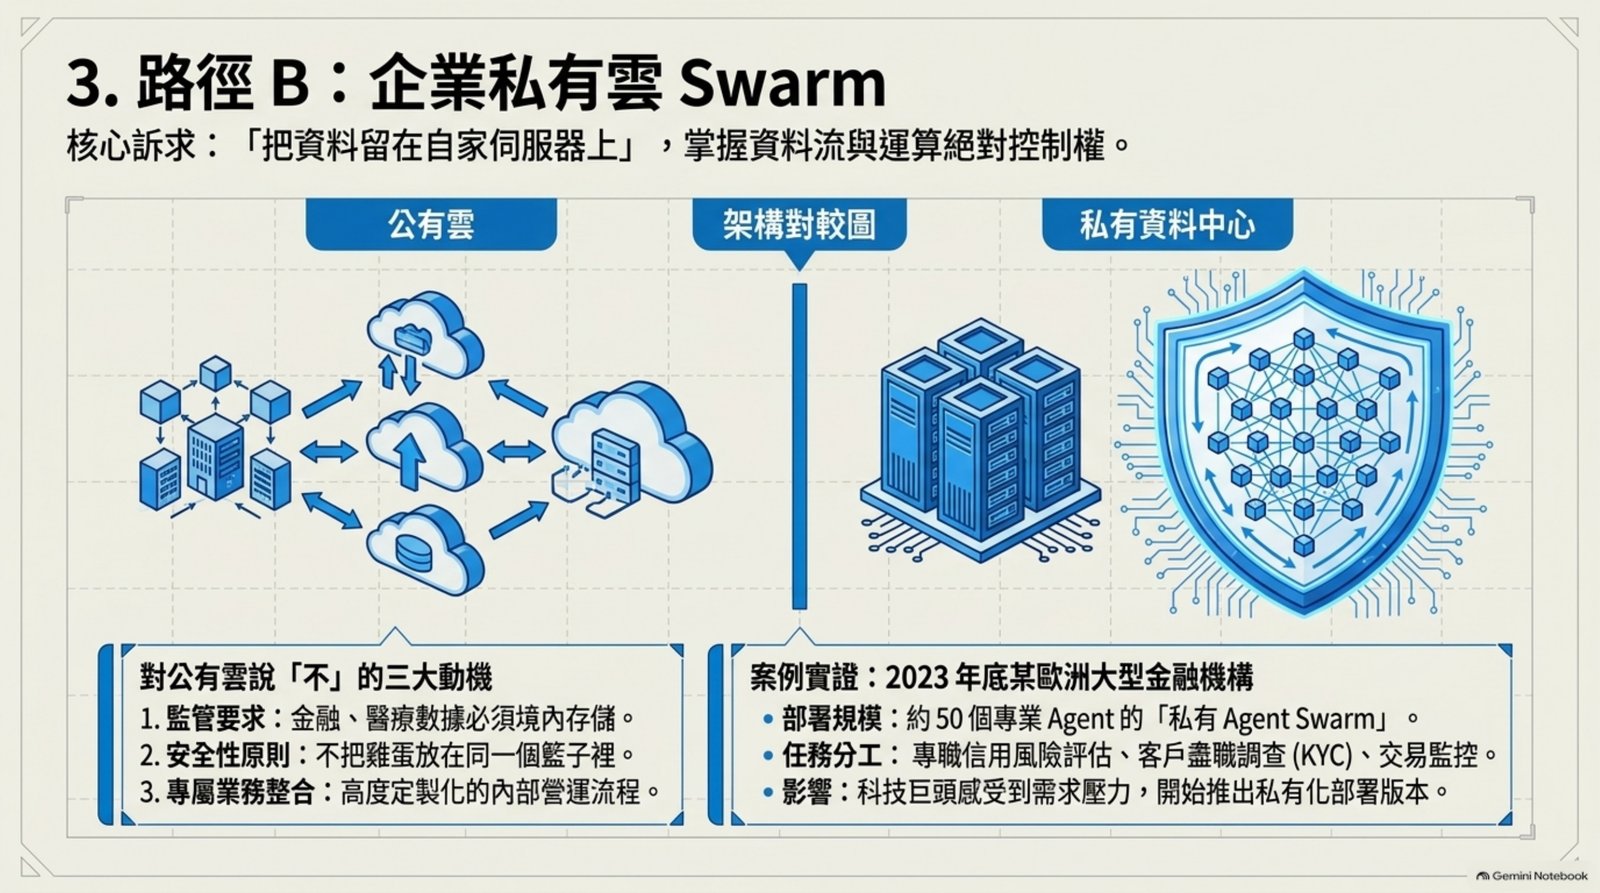 3. 路徑 B：企業私有雲 Swarm
核心訴求：「把資料留在自家伺服器上」，掌握資料流與運算絕對控制權。
公有雲
架構對較圖
私有資料中心
對公有雲說「不」的三大動機
1. 監管要求：金融、醫療數據必須境內存儲。
2. 安全性原則：不把雞蛋放在同一個籃子裡。
3. 專屬業務整合：高度定製化的內部營運流程。
案例實證：2023 年底某歐洲大型金融機構
• 部署規模：約 50 個專業 Agent 的「私有 Agent Swarm」。
• 任務分工： 專職信用風險評估、客戶盡職調查 (KYC)、交易監控。
• 影響：科技巨頭感受到需求壓力，開始推出私有化部署版本。
Gemini Notebook